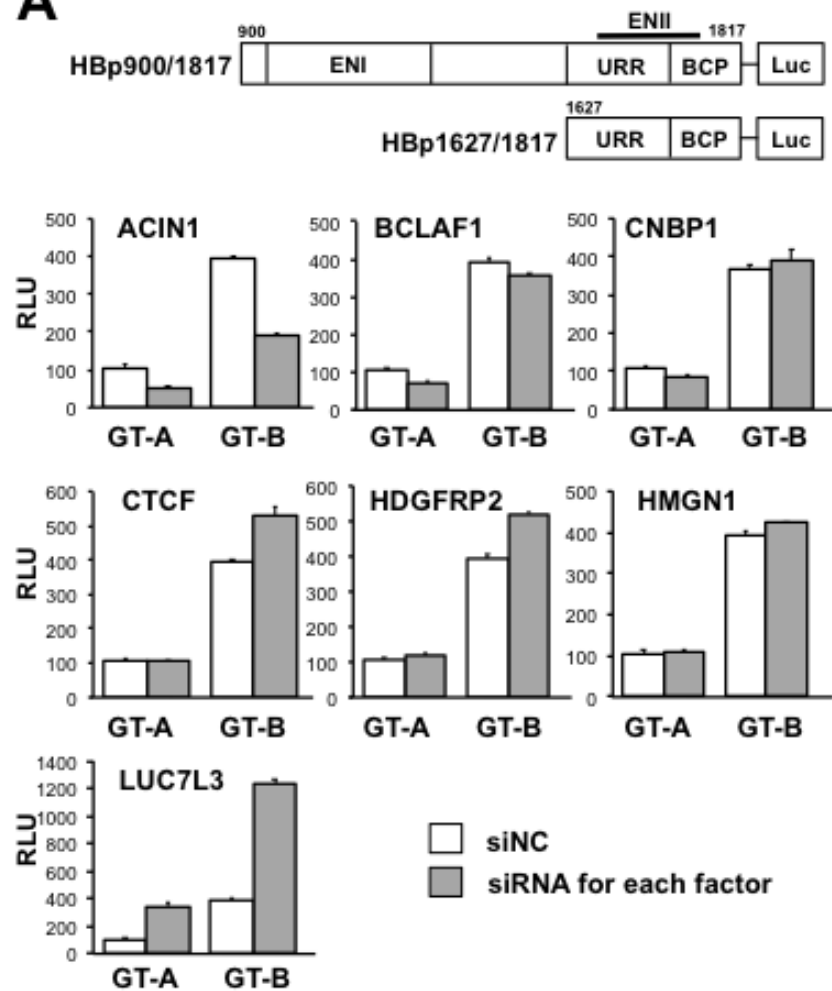 A
ENII
900 1817
HBp900/1817 ENI URR BCP Luc
1627
HBp1627/1817 URR BCP Luc
500 ACIN1 500 BCLAF1 500 CNBP1
400 400 400
300 300 300
RLU
200 200 200
100 100 100
0 0 0
GT-A GT-B GT-A GT-B GT-A GT-B
600 CTCF 600 HDGFRP2 500 HMGN1
500 500 400
400 400 300
RLU
300 300 200
200 200 100
100 100 0
0 0
GT-A GT-B GT-A GT-B GT-A GT-B
1400 LUC7L3
1200
1000
800
RLU
600
400
200
0
GT-A GT-B
siNC
siRNA for each factor